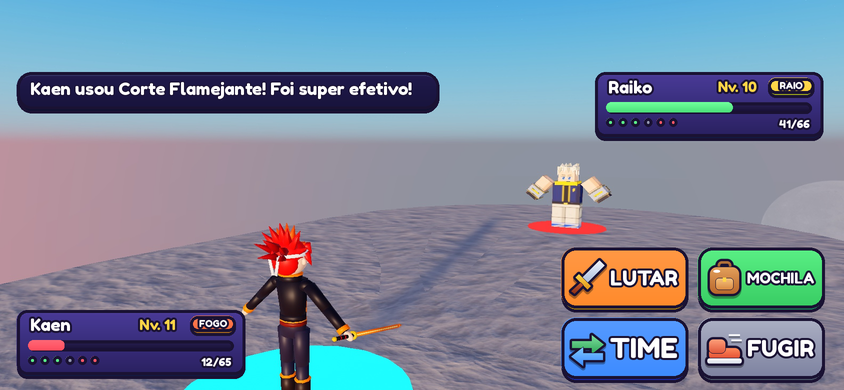 Kaen usou Corte Flamejante! Foi super efetivo!
Raiko Nv. 10 RAIO
41/66
LUTAR MOCHILA
Kaen Nv. 11 FOGO
12/65
TIME FUGIR